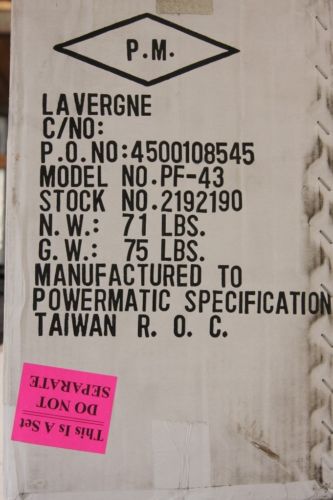 P.M.
LAVERGNE
C/NO:
P.O.NO:4500108545
MODEL NO.PF-43
STOCK NO.2192190
N.W.: 71 LBS.
G.W.: 75 LBS.
MANUFACTURED TO
POWERMATIC SPECIFICATION
TAIWAN R. O. C.
This Is A Set
DO NOT
SEPARATE